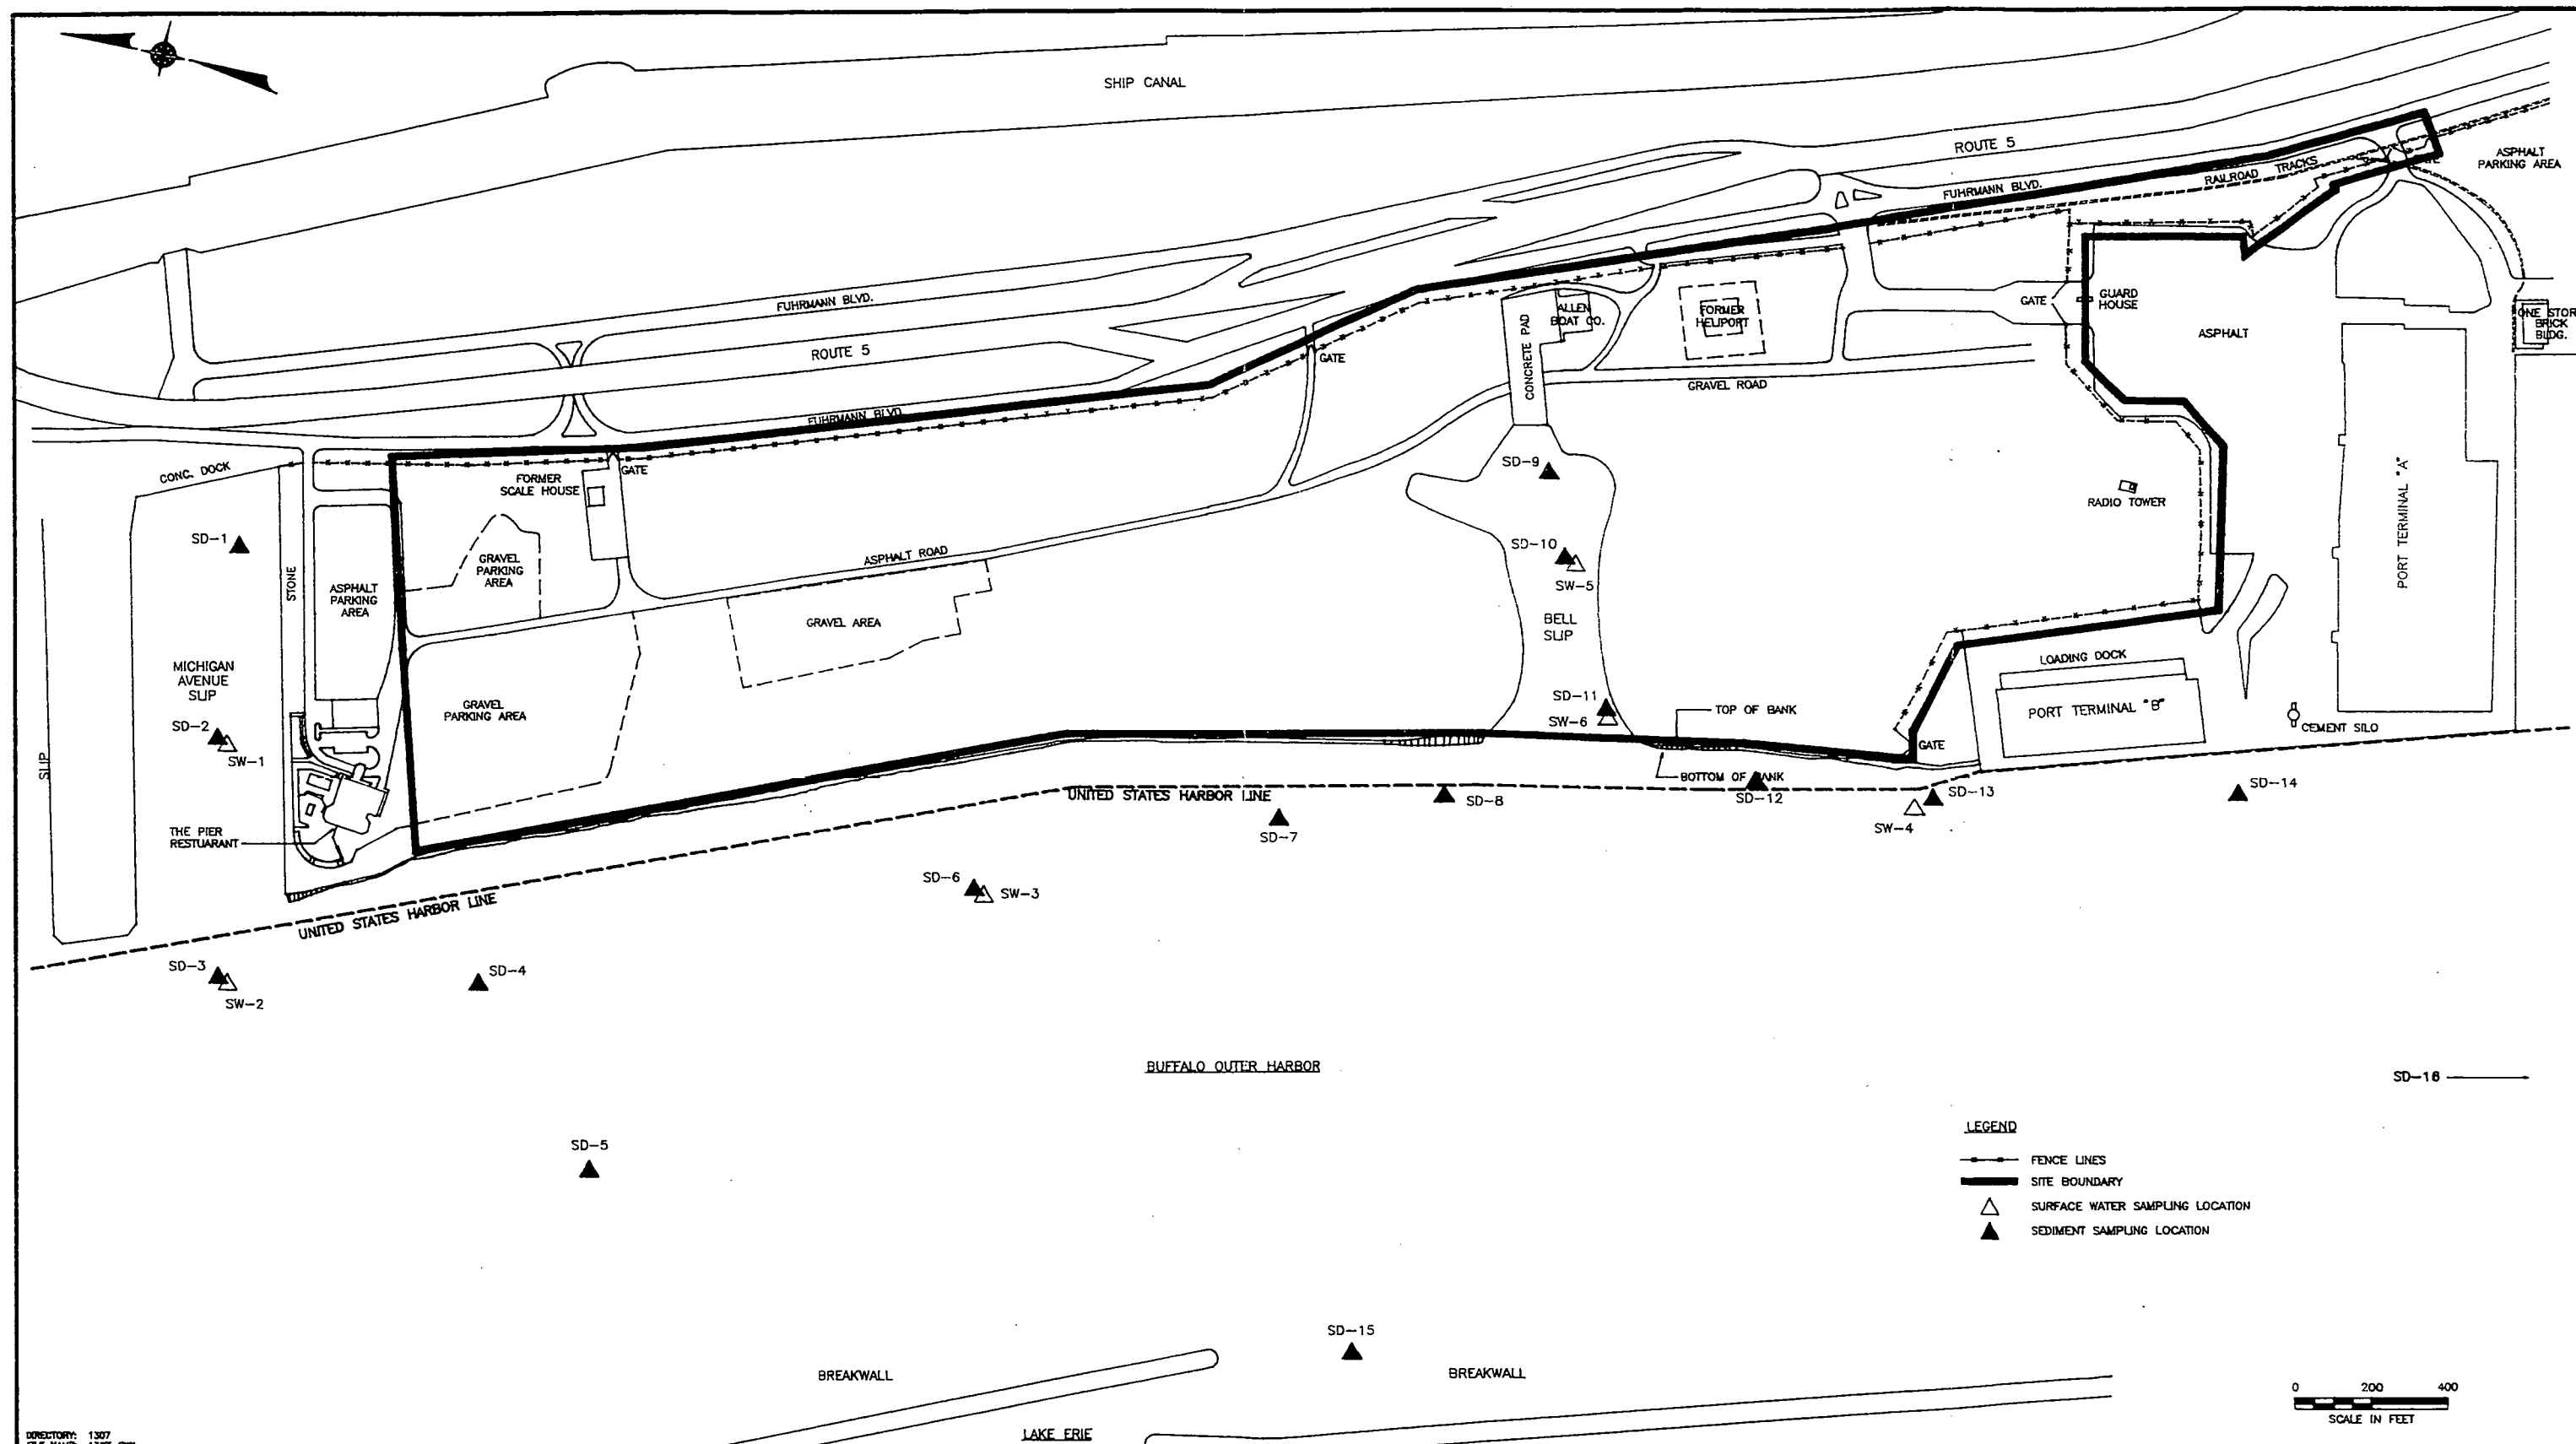 SHIP CANAL
ROUTE 5
FUHRMANN BLVD.
RAILROAD TRACKS
ASPHALT
PARKING AREA
FUHRMANN BLVD.
ROUTE 5
FUHRMANN BLVD.
GATE
CONCRETE PAD
ALLEN
BOAT CO.
FORMER
HELIPORT
GATE
GUARD
HOUSE
ASPHALT
ONE STOR
BRICK
BLDG.
GRAVEL ROAD
CONC. DOCK
FORMER
SCALE HOUSE
GATE
SD-9
RADIO TOWER
PORT TERMINAL "A"
SD-1
STONE
ASPHALT
PARKING
AREA
GRAVEL
PARKING
AREA
ASPHALT ROAD
GRAVEL AREA
SD-10
SW-5
BELL
SLIP
MICHIGAN
AVENUE
SLIP
SLIP
SD-2
SW-1
GRAVEL
PARKING AREA
SD-11
SW-6
TOP OF BANK
LOADING DOCK
PORT TERMINAL "B"
CEMENT SILO
GATE
BOTTOM OF BANK
THE PIER
RESTUARANT
UNITED STATES HARBOR LINE
UNITED STATES HARBOR LINE
SD-7
SD-8
SD-12
SD-13
SW-4
SD-14
SD-6
SW-3
SD-3
SW-2
SD-4
BUFFALO OUTER HARBOR
SD-16
SD-5
LEGEND
FENCE LINES
SITE BOUNDARY
SURFACE WATER SAMPLING LOCATION
SEDIMENT SAMPLING LOCATION
SD-15
BREAKWALL
BREAKWALL
LAKE ERIE
0 200 400
SCALE IN FEET
DIRECTORY: 1307